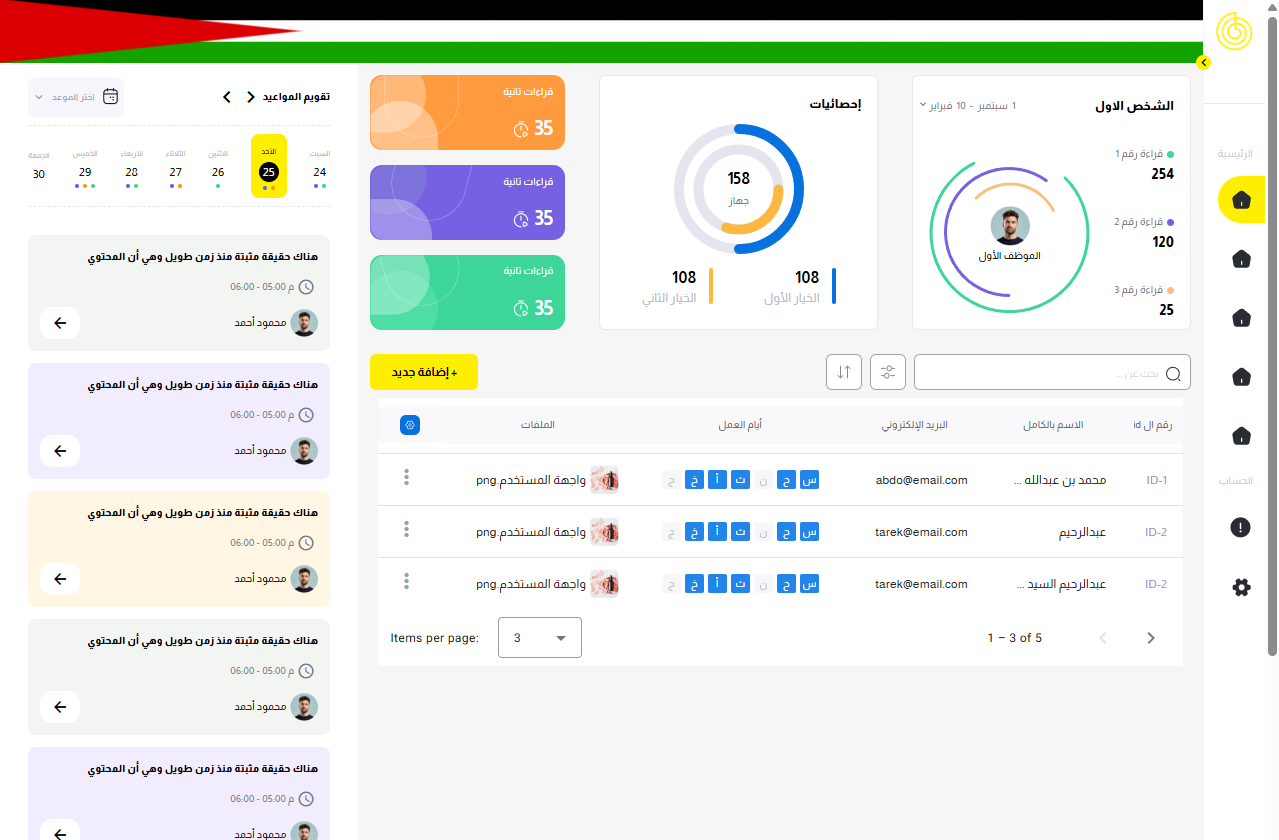 الرئيسية
الحساب
الشخص الاول
1 سبتمبر - 10 فبراير
قراءة رقم 1
254
قراءة رقم 2
120
قراءة رقم 3
25
الموظف الأول
إحصائيات
158
جهاز
108
الخيار الأول
108
الخيار الثاني
قراءات ثانية
35
قراءات ثانية
35
قراءات ثانية
35
بحث عن ...
+ إضافة جديد
رقم ال id
الاسم بالكامل
البريد الإلكتروني
أيام العمل
الملفات
ID-1
محمد بن عبدالله ...
abdo@email.com
س ح ن ث أ خ ج
واجهة المستخدم.png
ID-2
عبدالرحيم
tarek@email.com
س ح ن ث أ خ ج
واجهة المستخدم.png
ID-2
عبدالرحيم السيد ...
tarek@email.com
س ح ن ث أ خ ج
واجهة المستخدم.png
Items per page: 3
1 – 3 of 5
تقويم المواعيد
إختر الموعد
السبت
24
الأحد
25
الاثنين
26
الثلاثاء
27
الأربعاء
28
الخميس
29
الجمعة
30
هناك حقيقة مثبتة منذ زمن طويل وهي أن المحتوي
م 05:00 - 06:00
محمود أحمد
هناك حقيقة مثبتة منذ زمن طويل وهي أن المحتوي
م 05:00 - 06:00
محمود أحمد
هناك حقيقة مثبتة منذ زمن طويل وهي أن المحتوي
م 05:00 - 06:00
محمود أحمد
هناك حقيقة مثبتة منذ زمن طويل وهي أن المحتوي
م 05:00 - 06:00
محمود أحمد
هناك حقيقة مثبتة منذ زمن طويل وهي أن المحتوي
م 05:00 - 06:00
محمود أحمد